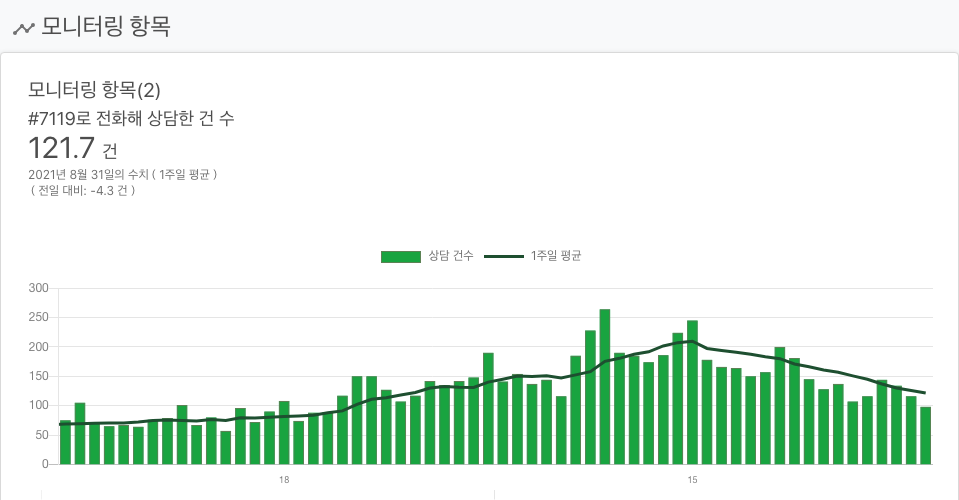 모니터링 항목
모니터링 항목(2)
#7119로 전화해 상담한 건 수
121.7 건
2021년 8월 31일의 수치 ( 1주일 평균 )
( 전일 대비: -4.3 건 )
상담 건수 1주일 평균
300
250
200
150
100
50
0
18 15